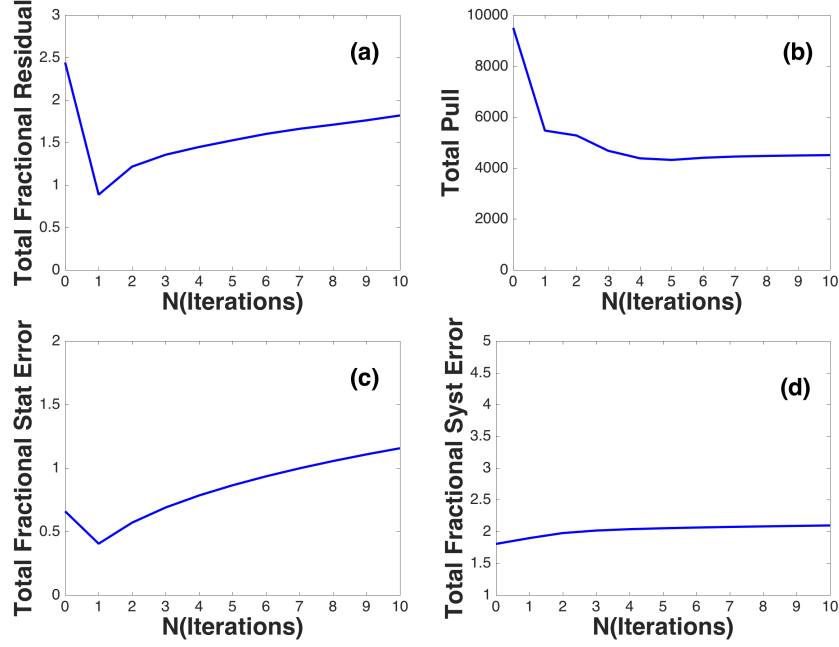 Total Fractional Residual
3
2.5
2
1.5
1
0.5
0
(a)
0 1 2 3 4 5 6 7 8 9 10
N(Iterations)
Total Pull
10000
8000
6000
4000
2000
0
(b)
0 1 2 3 4 5 6 7 8 9 10
N(Iterations)
Total Fractional Stat Error
2
1.5
1
0.5
0
(c)
0 1 2 3 4 5 6 7 8 9 10
N(Iterations)
Total Fractional Syst Error
5
4.5
4
3.5
3
2.5
2
1.5
1
(d)
0 1 2 3 4 5 6 7 8 9 10
N(Iterations)